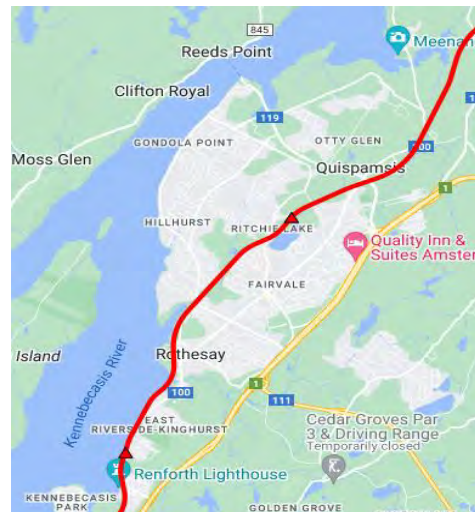 845
Meenan
Reeds Point
Clifton Royal
119
GONDOLA POINT
OTTY GLEN
100
Moss Glen
Quispamsis
1
HILLHURST
RITCHIE LAKE
Quality Inn &
Suites Amster
FAIRVALE
Island
Kennebecasis River
Rothesay
100
1
111
EAST
RIVERSIDE-KINGHURST
Cedar Groves Par
3 & Driving Range
Temporarily closed
Renforth Lighthouse
KENNEBECASIS
PARK
GOLDEN GROVE